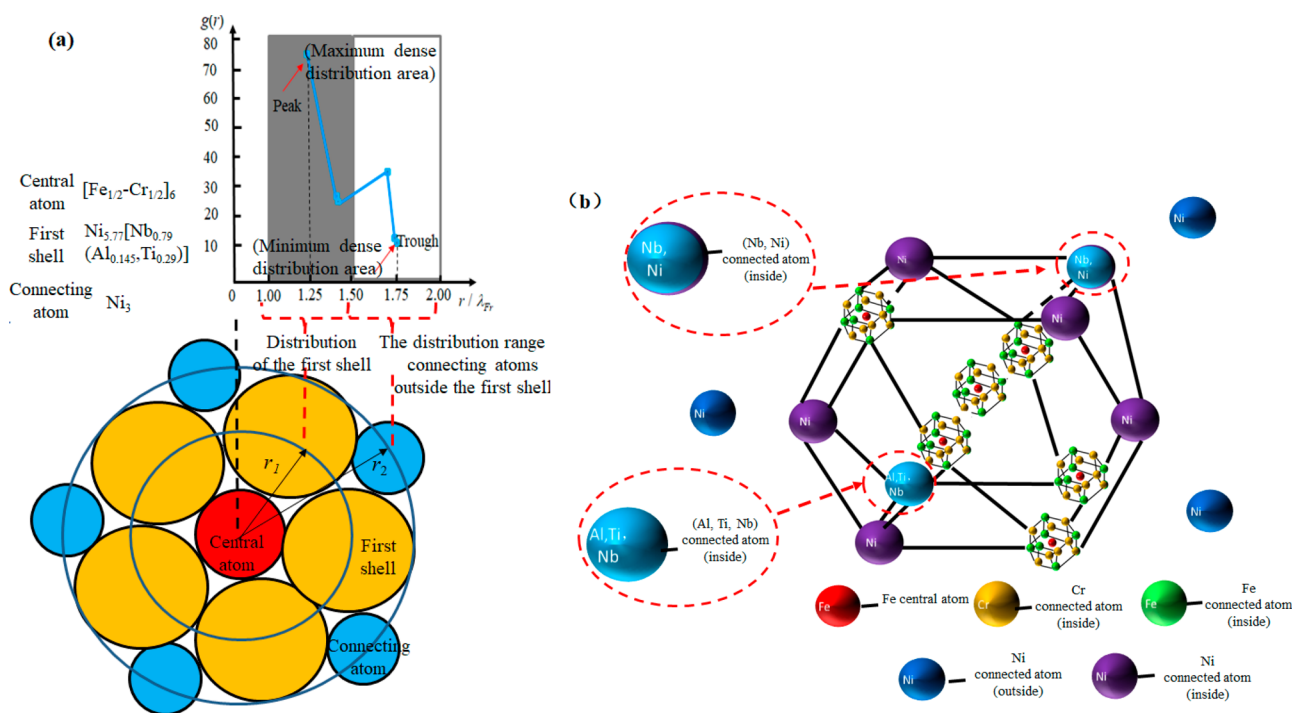 (a)
g(r)
80
70
60
50
40
30
20
10
0
1.00
1.25
1.50
1.75
2.00
r / λFr
(Maximum dense
distribution area)
Peak
(Minimum dense
distribution area)
Trough
Central
atom
[Fe1/2-Cr1/2]6
First
shell
Ni5.77[Nb0.79
(Al0.145,Ti0.29)]
Connecting
atom
Ni3
Distribution
of the first shell
The distribution range
connecting atoms
outside the first shell
r1
r2
Central
atom
First
shell
Connecting
atom
(b)
Nb,
Ni
(Nb, Ni)
connected atom
(inside)
Ni
Ni
Nb,
Ni
Ni
Ni
Ni
Ni
Al,Ti,
Nb
Ni
Ni
Al,Ti,
Nb
(Al, Ti, Nb)
connected atom
(inside)
Fe
Fe central atom
Cr
Cr
connected atom
(inside)
Fe
Fe
connected atom
(inside)
Ni
Ni
connected atom
(outside)
Ni
Ni
connected atom
(inside)